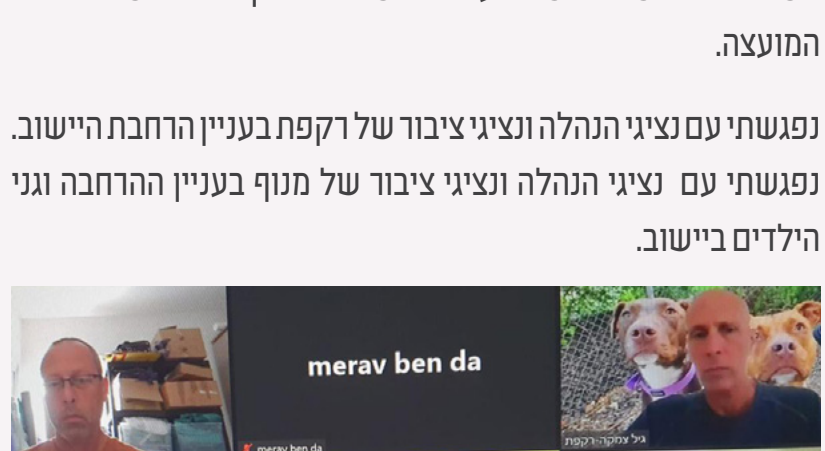 המועצה.
נפגשתי עם נציגי הנהלה ונציגי ציבור של רקפת בעניין הרחבת היישוב.
נפגשתי עם נציגי הנהלה ונציגי ציבור של מנוף בעניין ההרחבה וגני
הילדים ביישוב.
merav ben da
גיל צמקה-רקפת
merav ben da